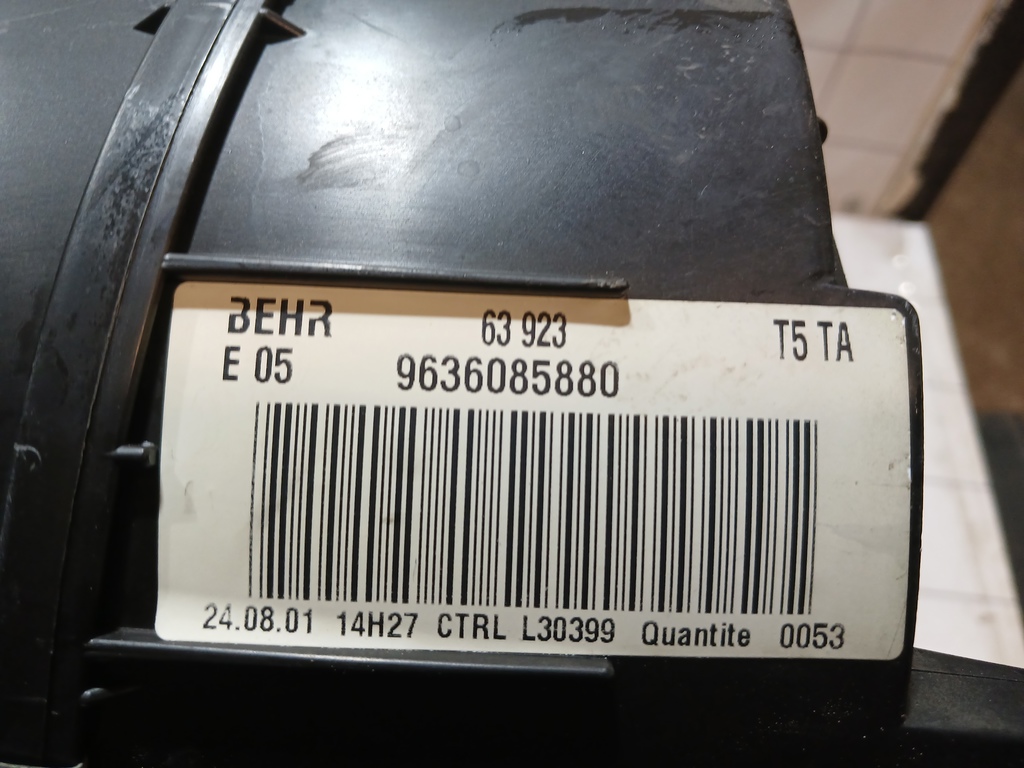 BEHR 63 923 T5 TA
E 05 9636085880
24.08.01 14H27 CTRL L30399 Quantite 0053